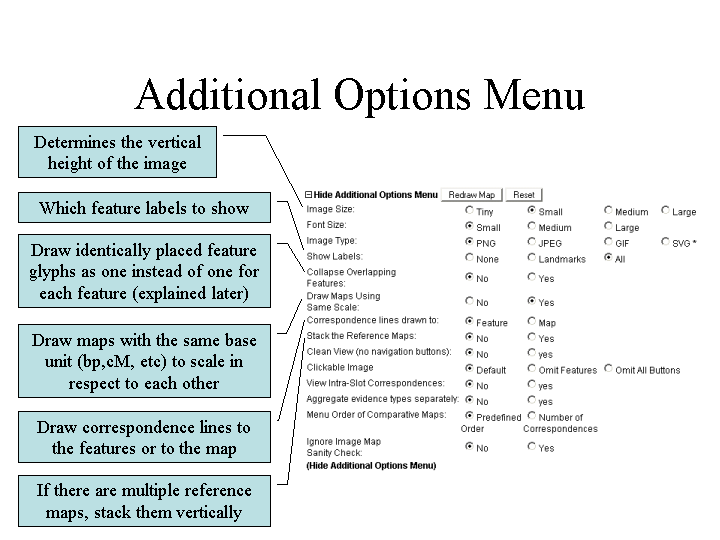 Additional Options Menu
Determines the vertical
height of the image
Which feature labels to show
Draw identically placed feature
glyphs as one instead of one for
each feature (explained later)
Draw maps with the same base
unit (bp,cM, etc) to scale in
respect to each other
Draw correspondence lines to
the features or to the map
If there are multiple reference
maps, stack them vertically
Hide Additional Options Menu Redraw Map Reset
Image Size: Tiny Small Medium Large
Font Size: Small Medium Large
Image Type: PNG JPEG GIF SVG *
Show Labels: None Landmarks All
Collapse Overlapping
Features: No Yes
Draw Maps Using
Same Scale: No Yes
Correspondence lines drawn to: Feature Map
Stack the Reference Maps: No Yes
Clean View (no navigation buttons): No yes
Clickable Image Default Omit Features Omit All Buttons
View Intra-Slot Correspondences: No yes
Aggregate evidence types separately: No yes
Menu Order of Comparative Maps: Predefined Number of
Order Correspondences
Ignore Image Map
Sanity Check: No Yes
(Hide Additional Options Menu)